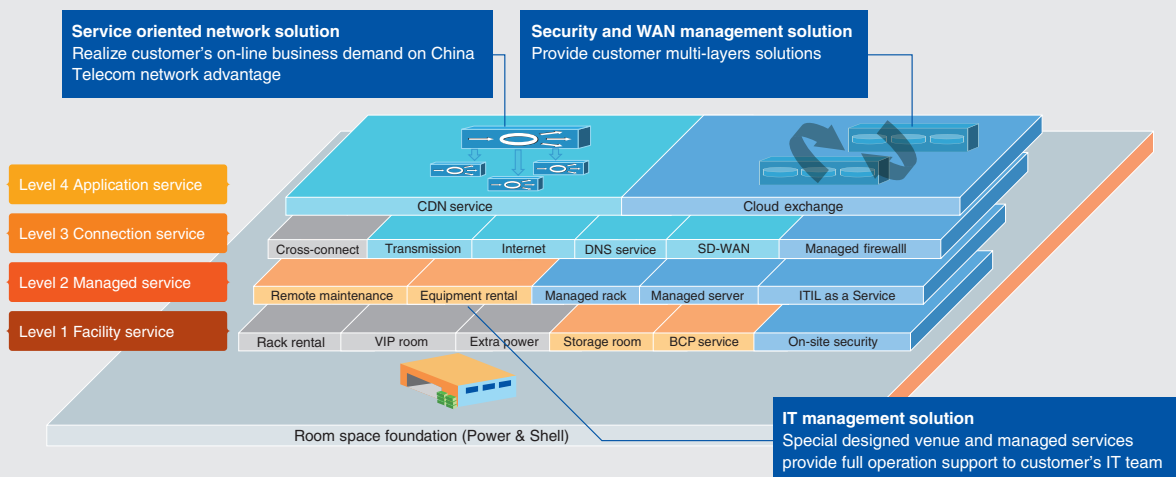 Service oriented network solution
Realize customer's on-line business demand on China
Telecom network advantage
Security and WAN management solution
Provide customer multi-layers solutions
Level 4 Application service
CDN service
Cloud exchange
Level 3 Connection service
Cross-connect
Transmission
Internet
DNS service
SD-WAN
Managed firewalll
Level 2 Managed service
Remote maintenance
Equipment rental
Managed rack
Managed server
ITIL as a Service
Level 1 Facility service
Rack rental
VIP room
Extra power
Storage room
BCP service
On-site security
Room space foundation (Power & Shell)
IT management solution
Special designed venue and managed services
provide full operation support to customer's IT team